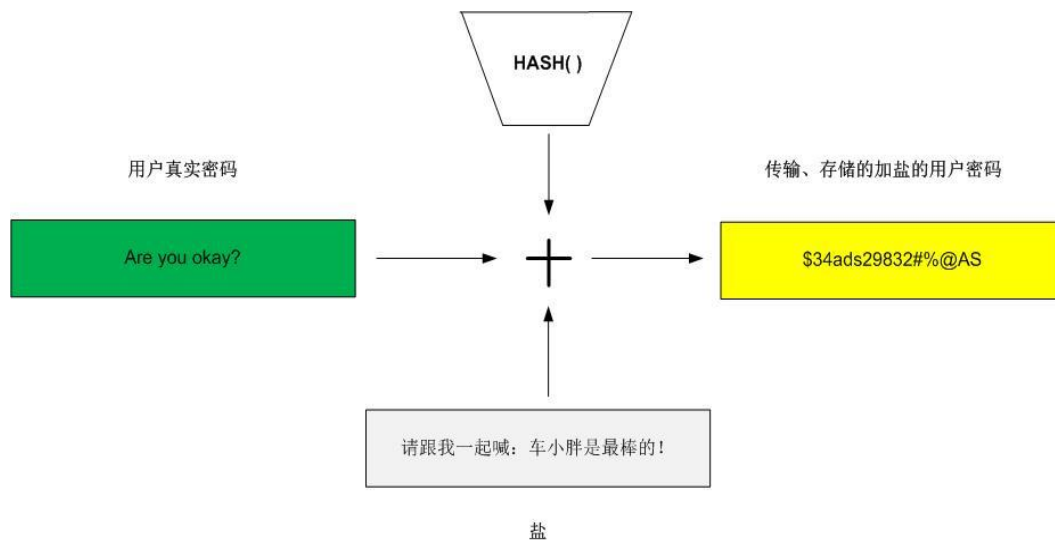 HASH( )
用户真实密码
传输、存储的加盐的用户密码
Are you okay?
$34ads29832#%@AS
请跟我一起喊：车小胖是最棒的！
盐